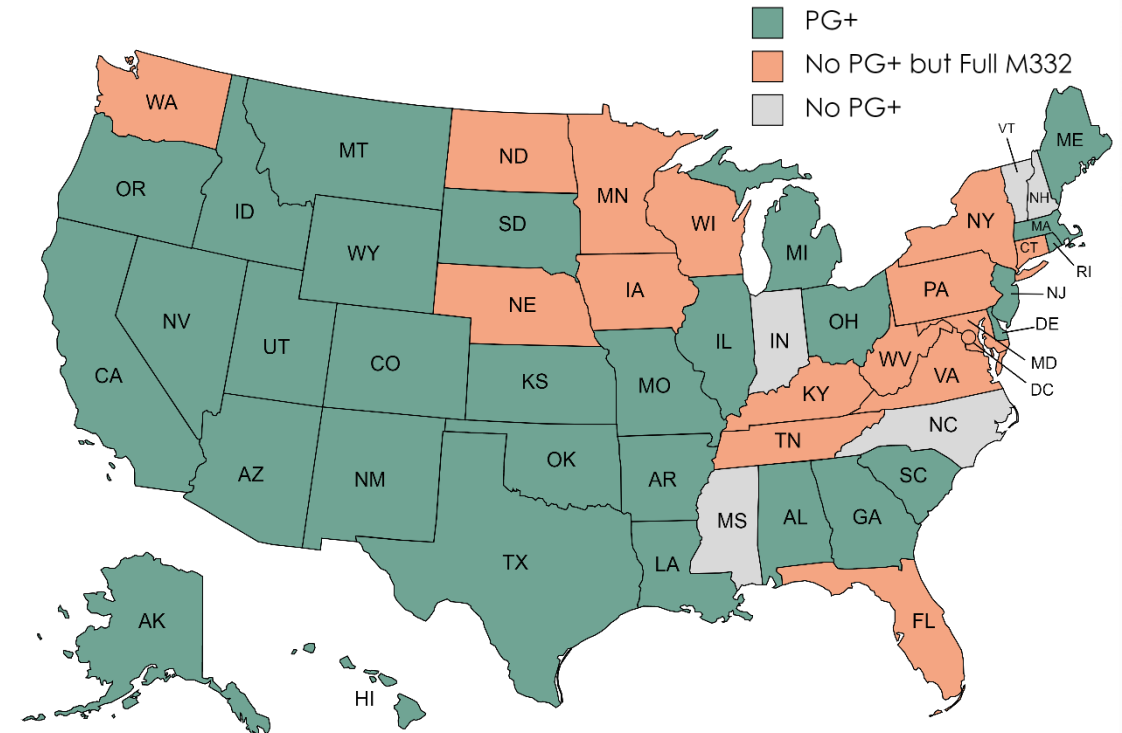 PG+
No PG+ but Full M332
No PG+
WA
OR
CA
ID
NV
MT
WY
UT
AZ
CO
NM
ND
SD
NE
KS
OK
TX
MN
IA
MO
AR
LA
WI
IL
MI
IN
OH
KY
TN
MS
AL
GA
FL
SC
NC
VA
WV
PA
NY
VT
NH
ME
MA
CT
RI
NJ
DE
MD
DC
AK
HI